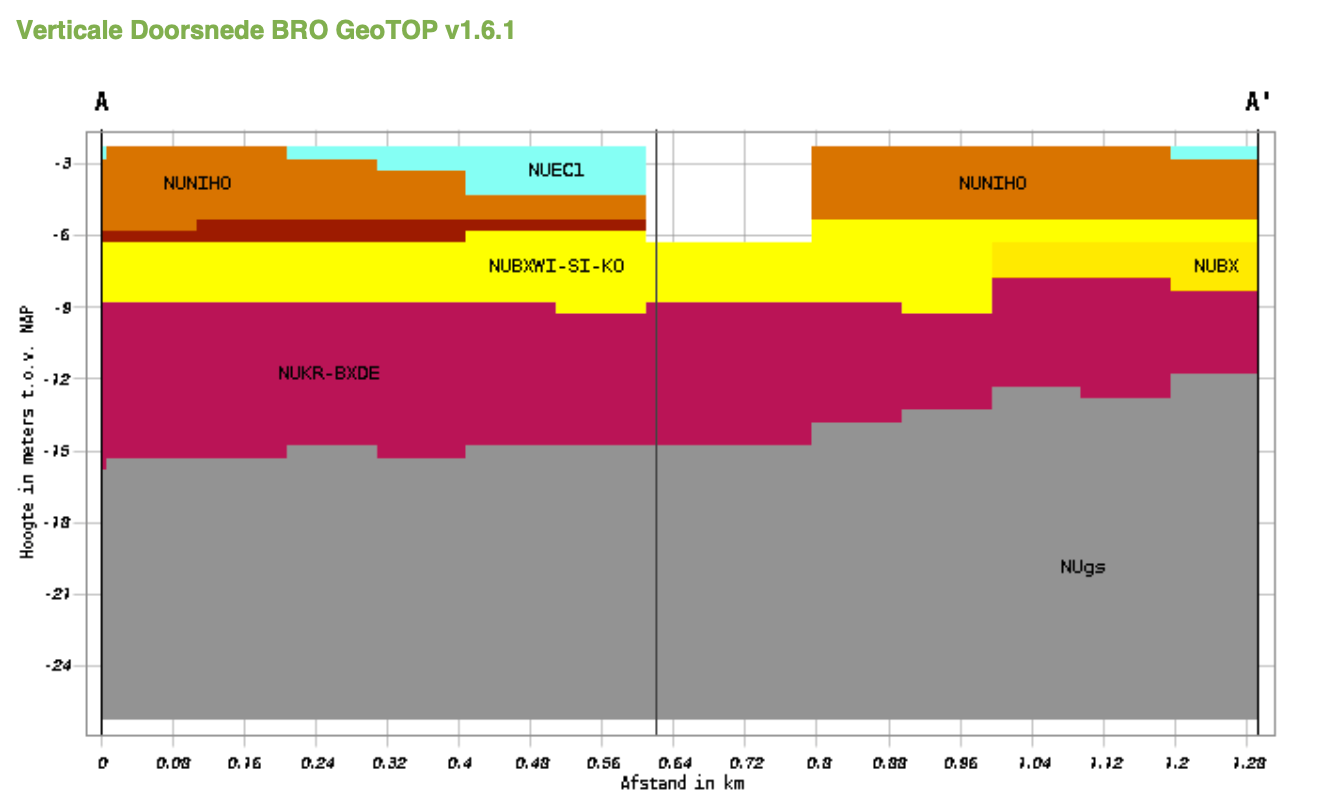 Verticale Doorsnede BRO GeoTOP v1.6.1
A A'
-3
-6
-9
-12
-15
-18
-21
-24
Hoogte in meters t.o.v. NAP
NUNIHO
NUEC1
NUNIHO
NUBXWI-SI-KO
NUBX
NUKR-BXDE
NUgs
0 0.08 0.16 0.24 0.32 0.4 0.48 0.56 0.64 0.72 0.8 0.88 0.96 1.04 1.12 1.2 1.28
Afstand in km